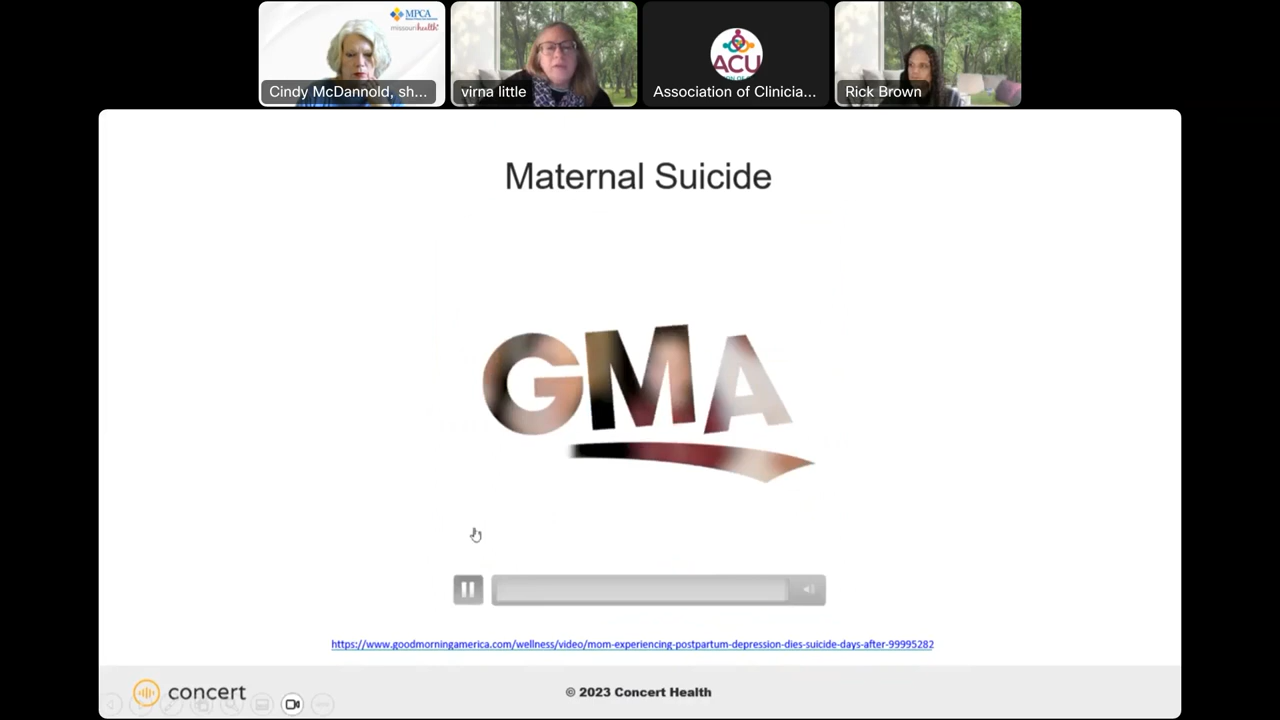 MPCA
missourihealth+
Cindy McDannold, sh...
virna little
ACU
Association of Clinicia...
Rick Brown
Maternal Suicide
GMA
https://www.goodmorningamerica.com/wellness/video/mom-experiencing-postpartum-depression-dies-suicide-days-after-99995282
concert
© 2023 Concert Health